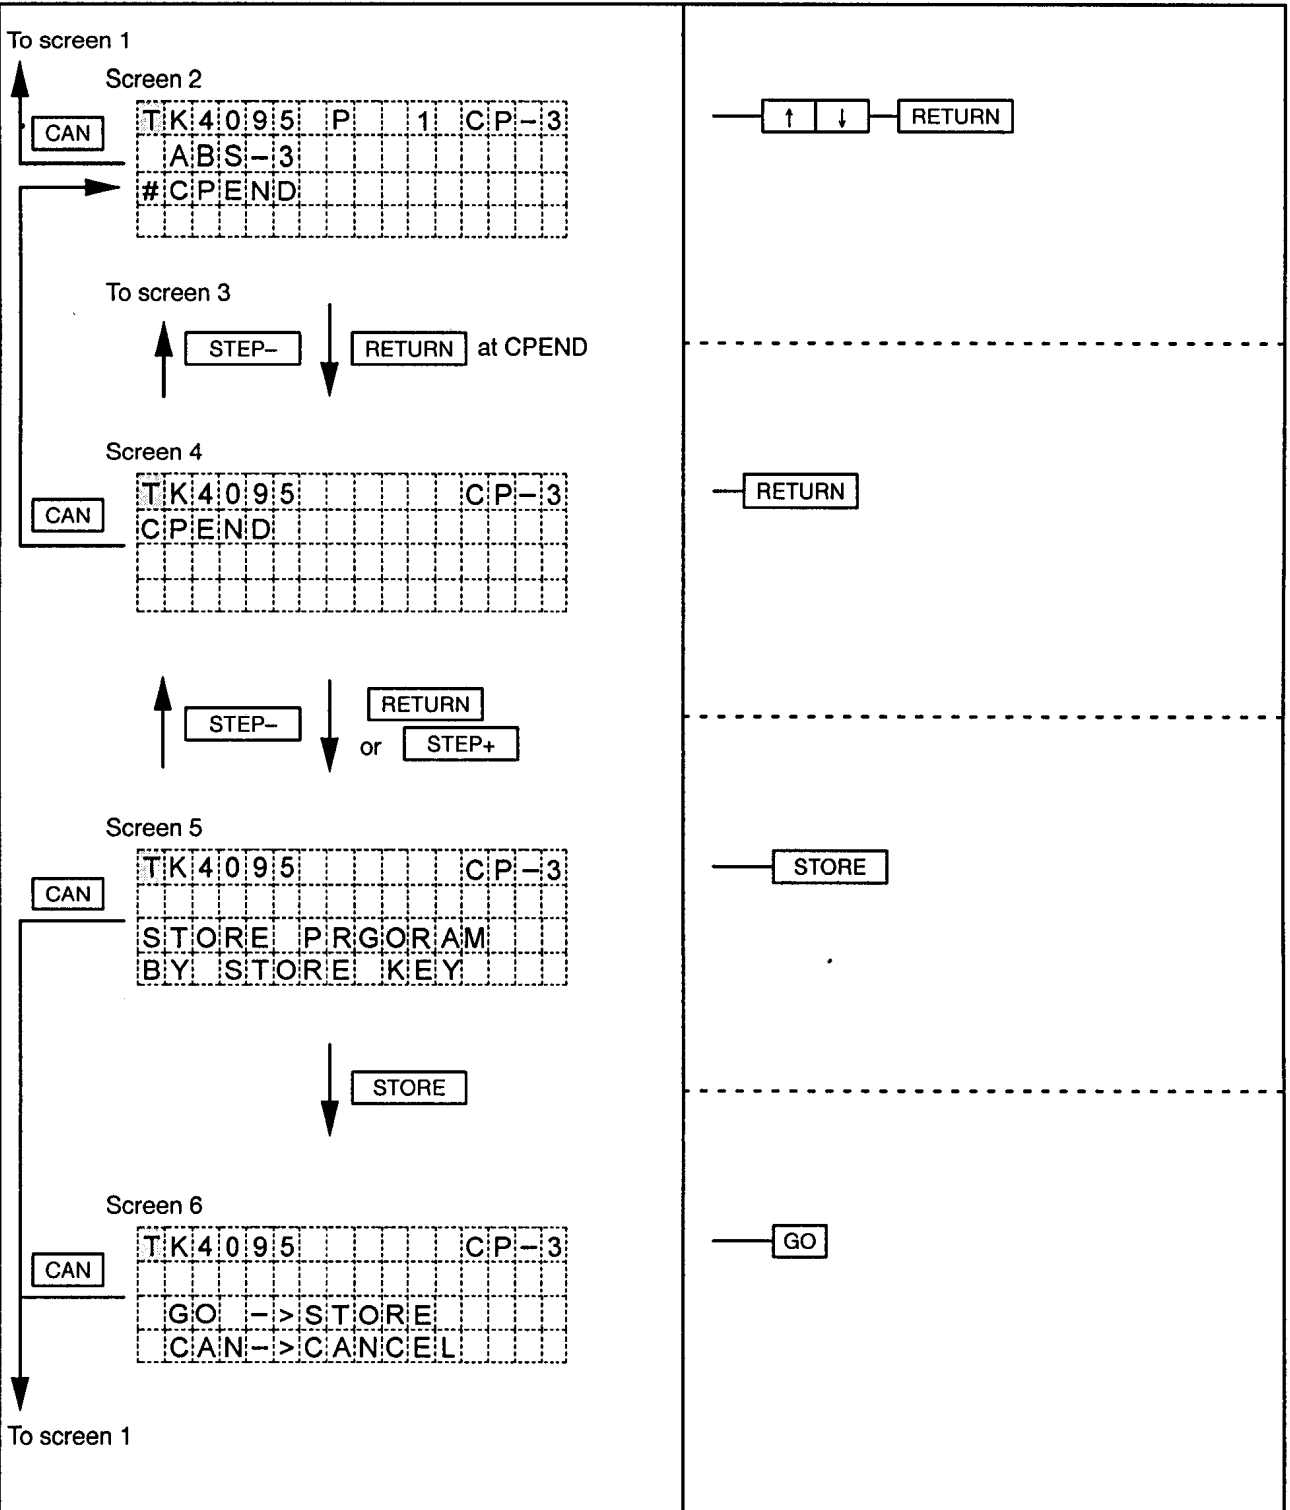 To screen 1
Screen 2
CAN
TK4095 P  1 CP-3
ABS-3
#CPEND
↑ ↓ RETURN
To screen 3
STEP– RETURN at CPEND
Screen 4
CAN
TK4095 CP-3
CPEND
RETURN
STEP– RETURN
or STEP+
Screen 5
CAN
TK4095 CP-3
STORE PRGORAM
BY STORE KEY
STORE
STORE
Screen 6
CAN
TK4095 CP-3
GO ->STORE
CAN->CANCEL
GO
To screen 1